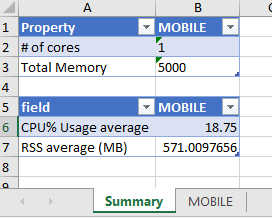 A B
1 Property MOBILE
2 # of cores 1
3 Total Memory 5000
4
5 field MOBILE
6 CPU% Usage average 18.75
7 RSS average (MB) 571.0097656
8
Summary MOBILE